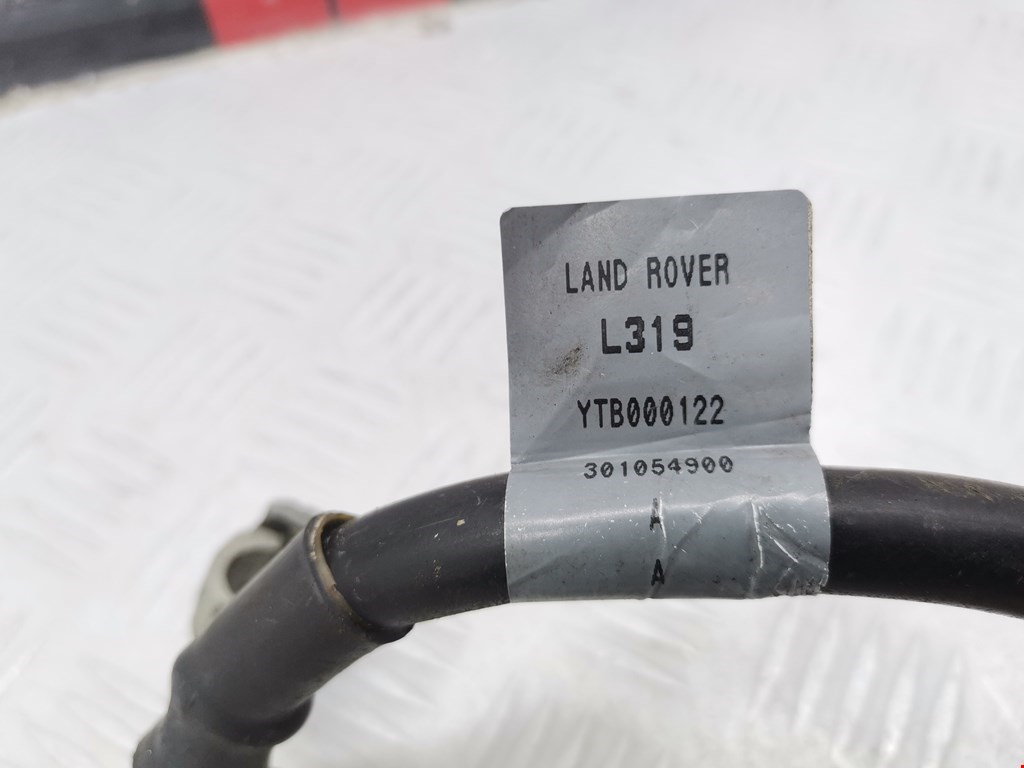 LAND ROVER
L319
YTB000122
301054900
A
A